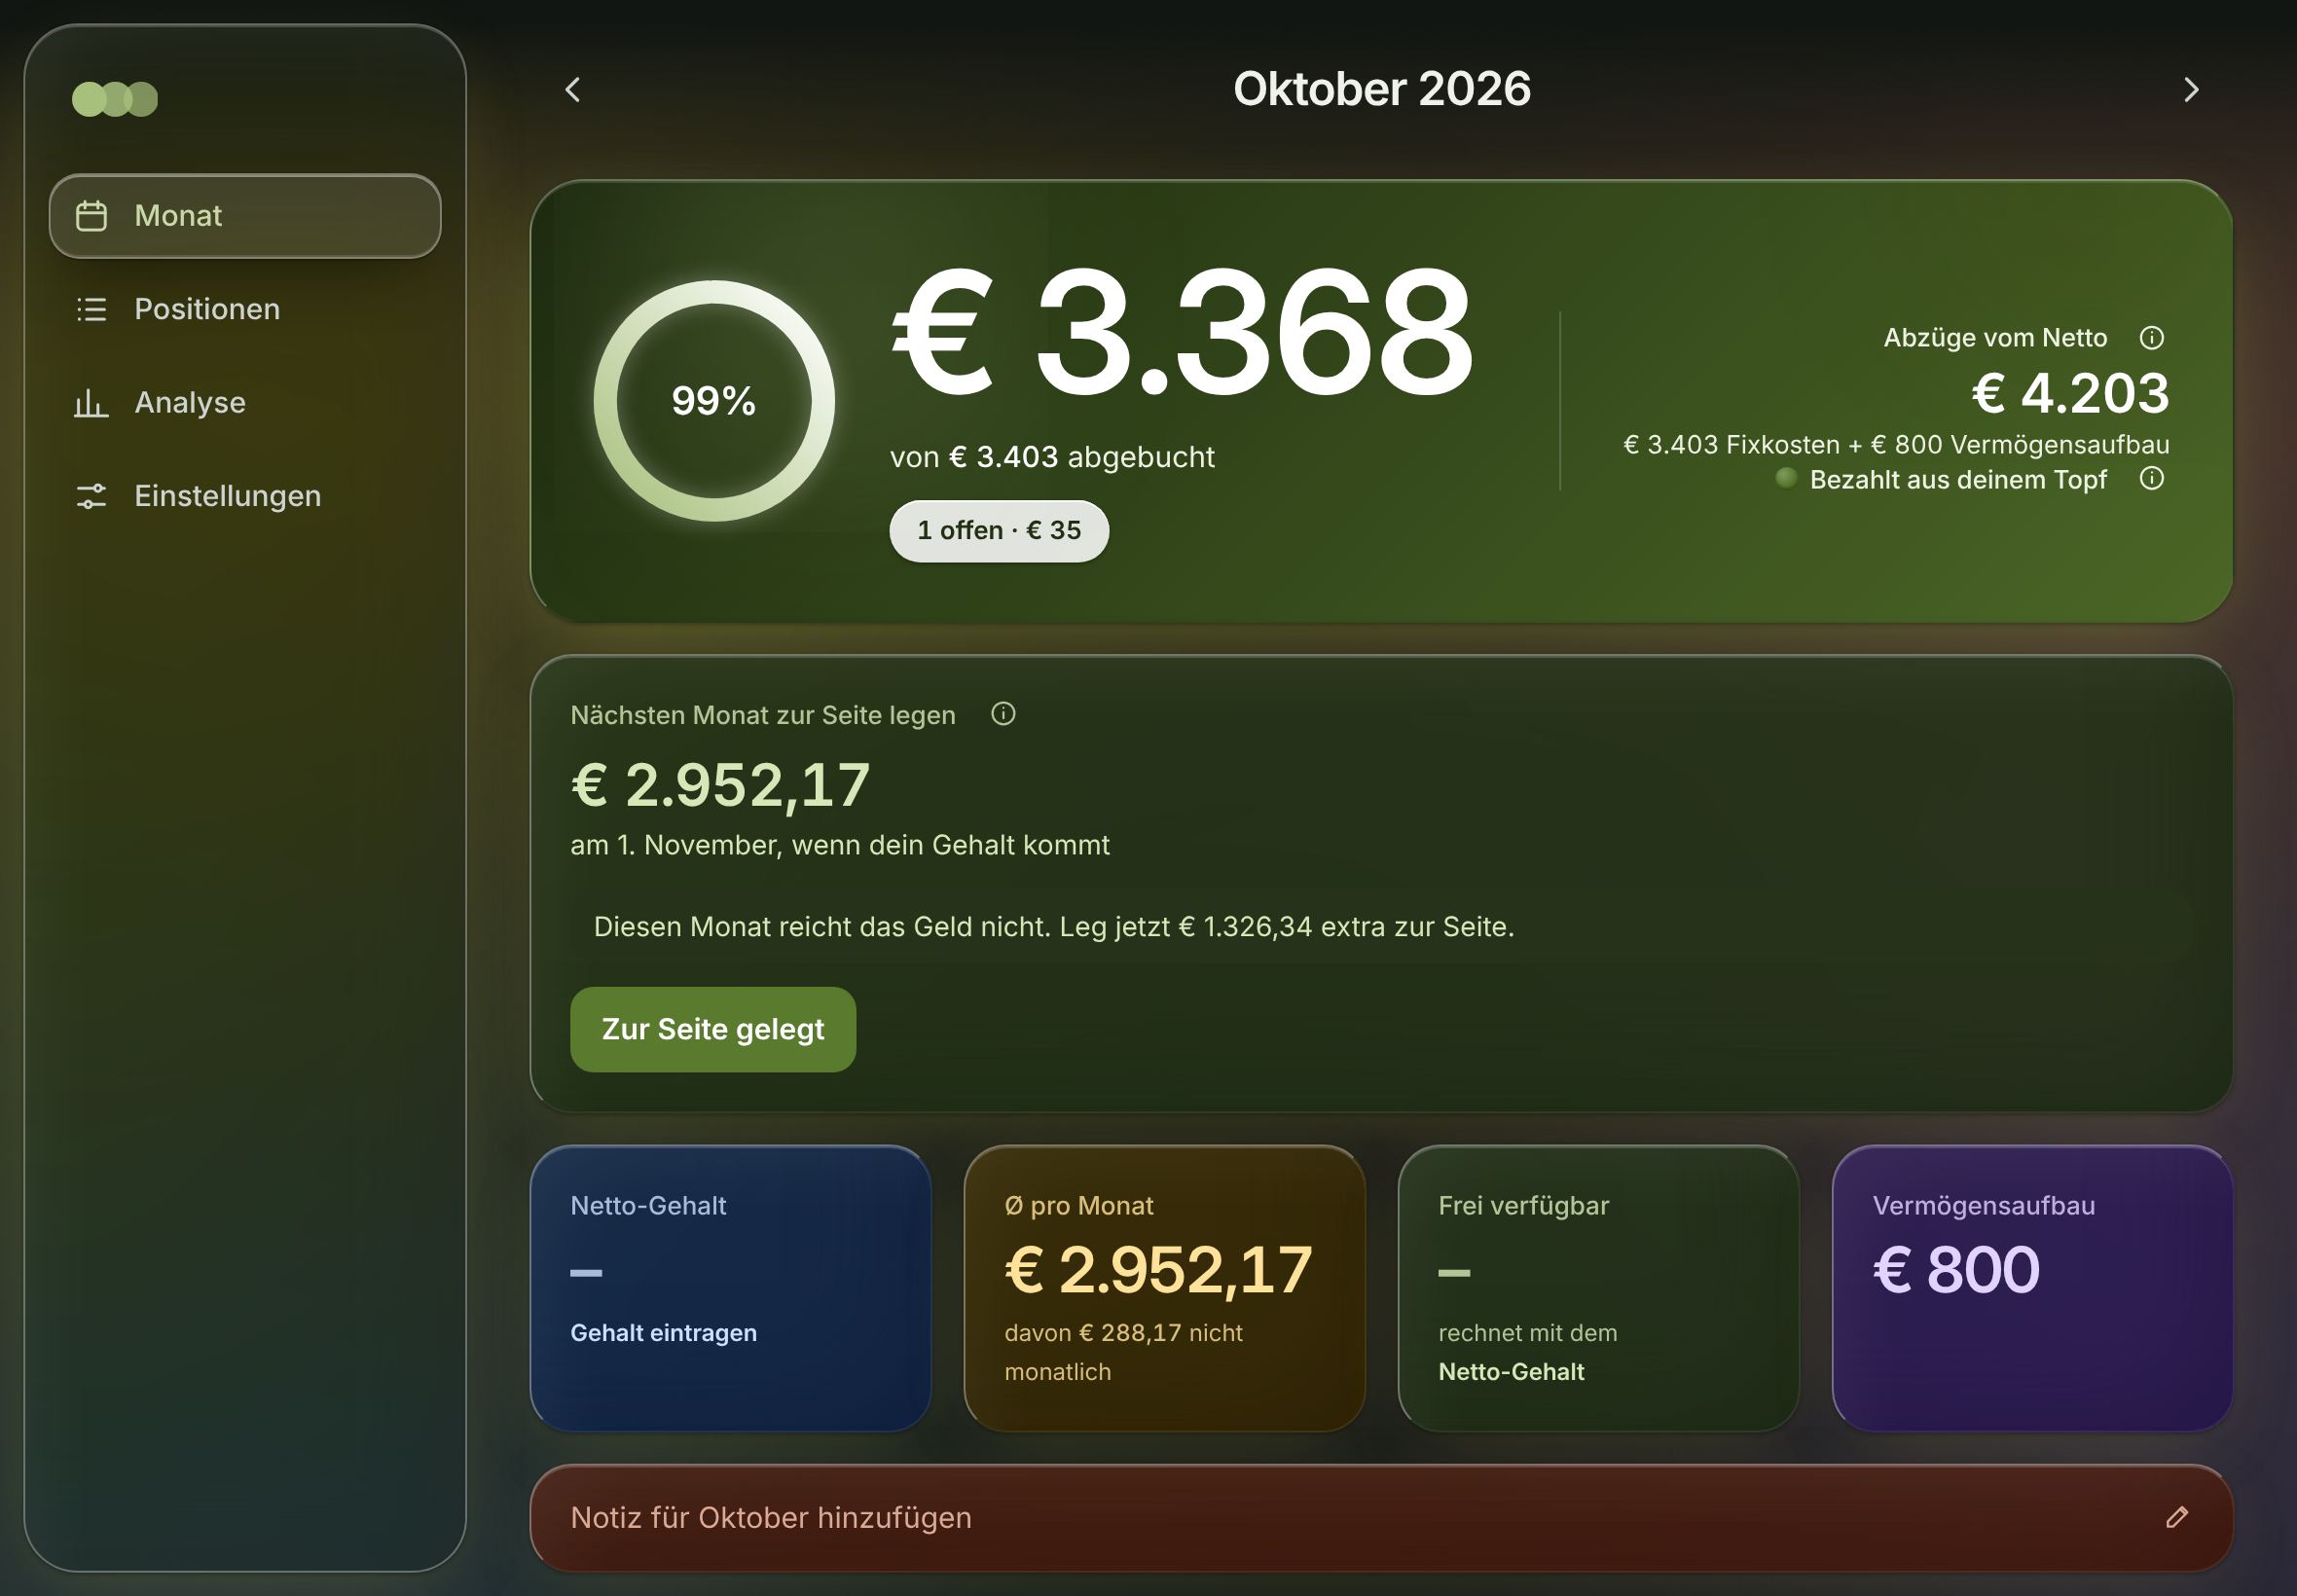 Oktober 2026
Monat
Positionen
Analyse
Einstellungen
99%
€ 3.368
von € 3.403 abgebucht
1 offen · € 35
Abzüge vom Netto
€ 4.203
€ 3.403 Fixkosten + € 800 Vermögensaufbau
Bezahlt aus deinem Topf
Nächsten Monat zur Seite legen
€ 2.952,17
am 1. November, wenn dein Gehalt kommt
Diesen Monat reicht das Geld nicht. Leg jetzt € 1.326,34 extra zur Seite.
Zur Seite gelegt
Netto-Gehalt
–
Gehalt eintragen
Ø pro Monat
€ 2.952,17
davon € 288,17 nicht
monatlich
Frei verfügbar
–
rechnet mit dem
Netto-Gehalt
Vermögensaufbau
€ 800
Notiz für Oktober hinzufügen